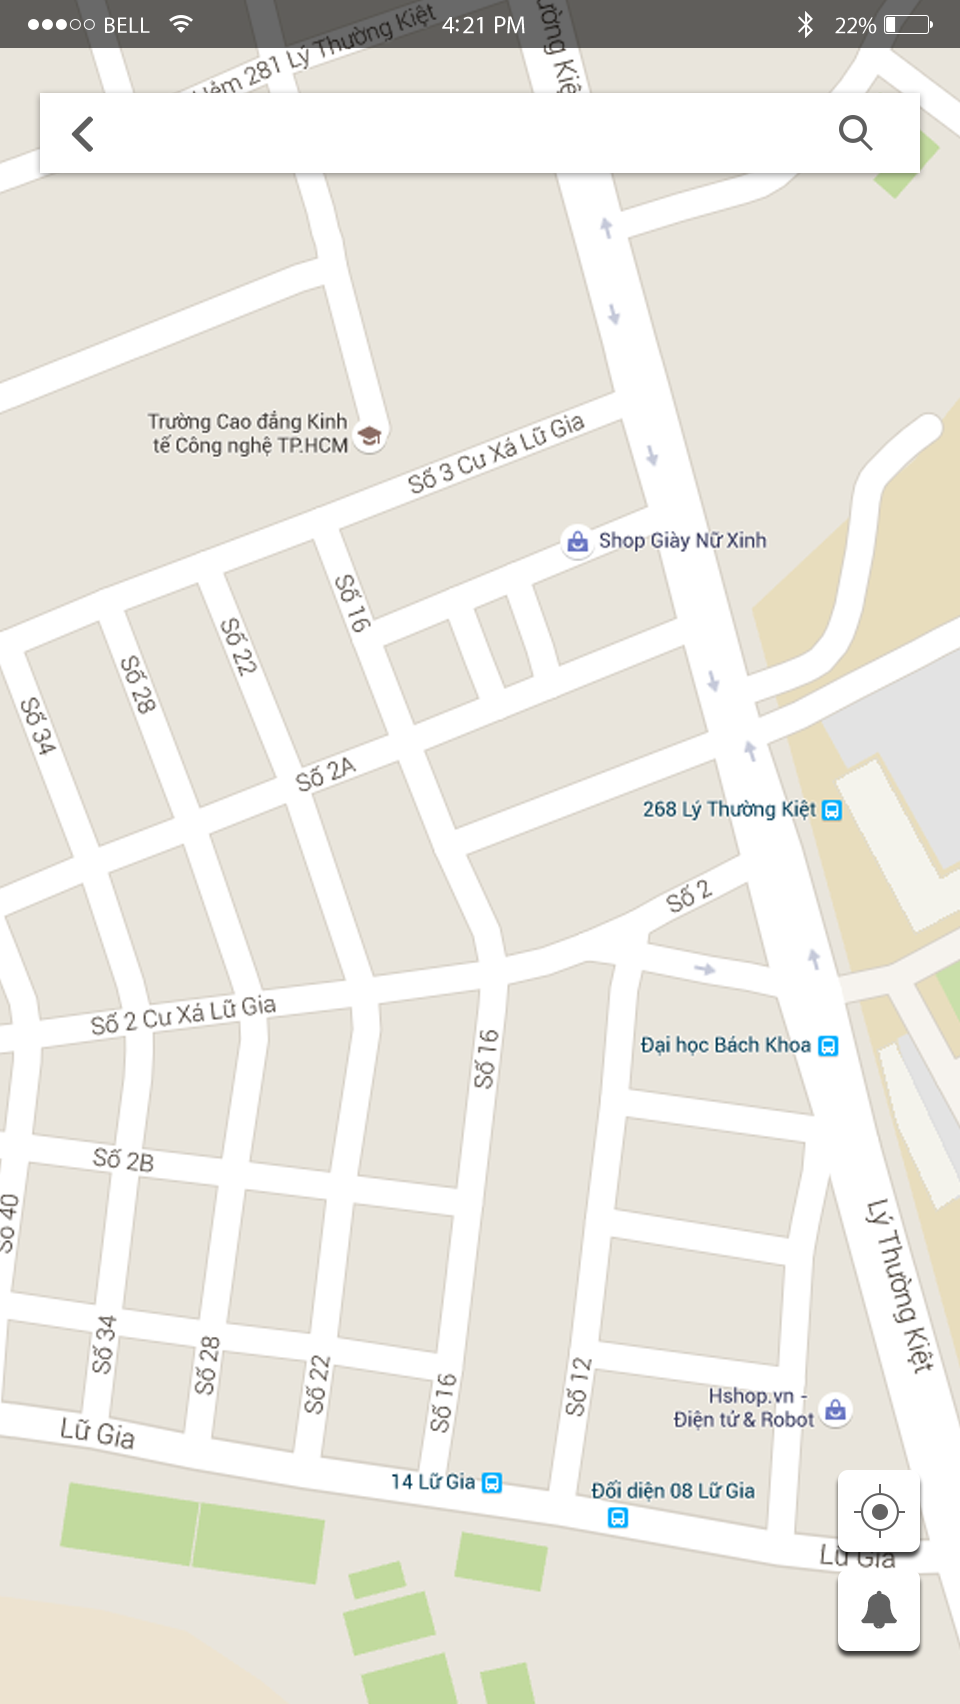 BELL
4:21 PM
22%
Hẻm 281 Lý Thường Kiệt
Trường Cao đẳng Kinh
tế Công nghệ TP.HCM
Số 3 Cư Xá Lữ Gia
Shop Giày Nữ Xinh
Số 16
Số 22
Số 28
Số 34
Số 2A
268 Lý Thường Kiệt
Số 2
Số 2 Cư Xá Lữ Gia
Số 16
Đại học Bách Khoa
Số 2B
Số 40
Lý Thường Kiệt
Số 34
Số 28
Số 22
Số 16
Số 12
Hshop.vn -
Điện tử & Robot
Lữ Gia
14 Lữ Gia
Đối diện 08 Lữ Gia
Lữ Gia